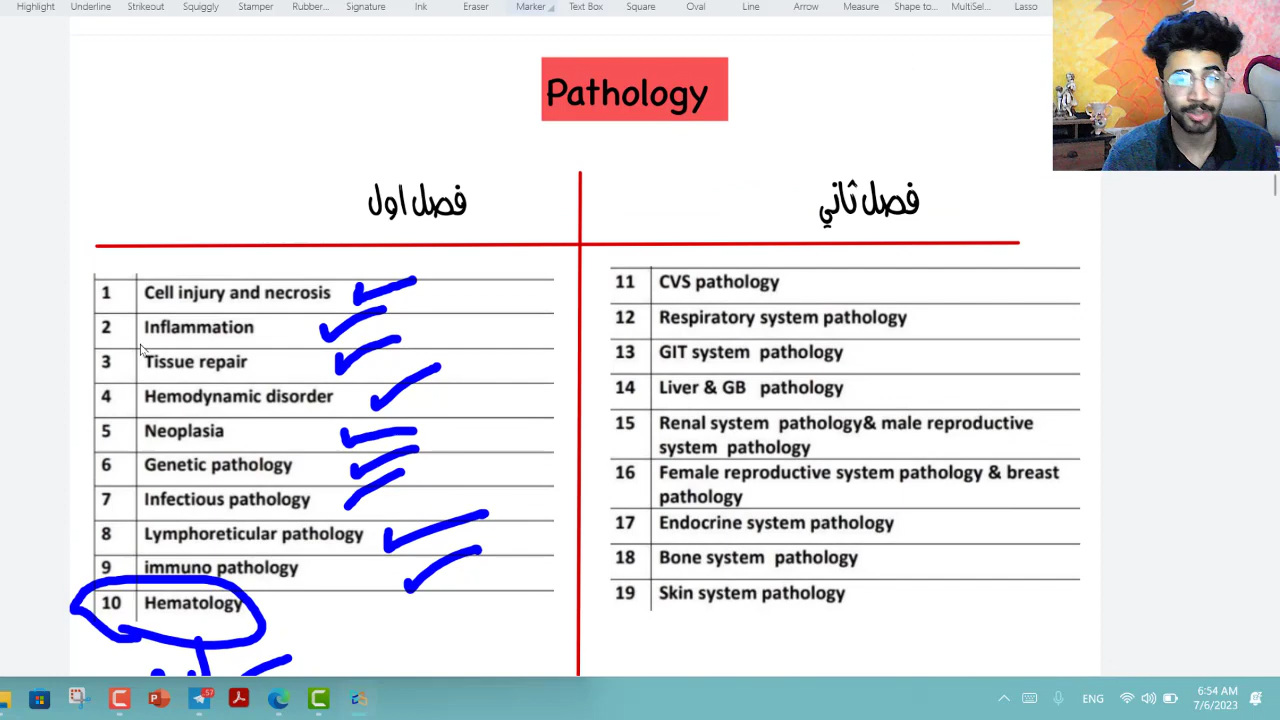 Highlight Underline Strikeout Squiggly Stamper Rubber... Signature Ink Eraser Marker Text Box Square Oval Line Arrow Measure Shape to... MultiSel... Lasso
Pathology
فصل اول
1 Cell injury and necrosis
2 Inflammation
3 Tissue repair
4 Hemodynamic disorder
5 Neoplasia
6 Genetic pathology
7 Infectious pathology
8 Lymphoreticular pathology
9 immuno pathology
10 Hematology
فصل ثاني
11 CVS pathology
12 Respiratory system pathology
13 GIT system pathology
14 Liver & GB pathology
15 Renal system pathology& male reproductive
system pathology
16 Female reproductive system pathology & breast
pathology
17 Endocrine system pathology
18 Bone system pathology
19 Skin system pathology
57
ENG
6:54 AM
7/6/2023